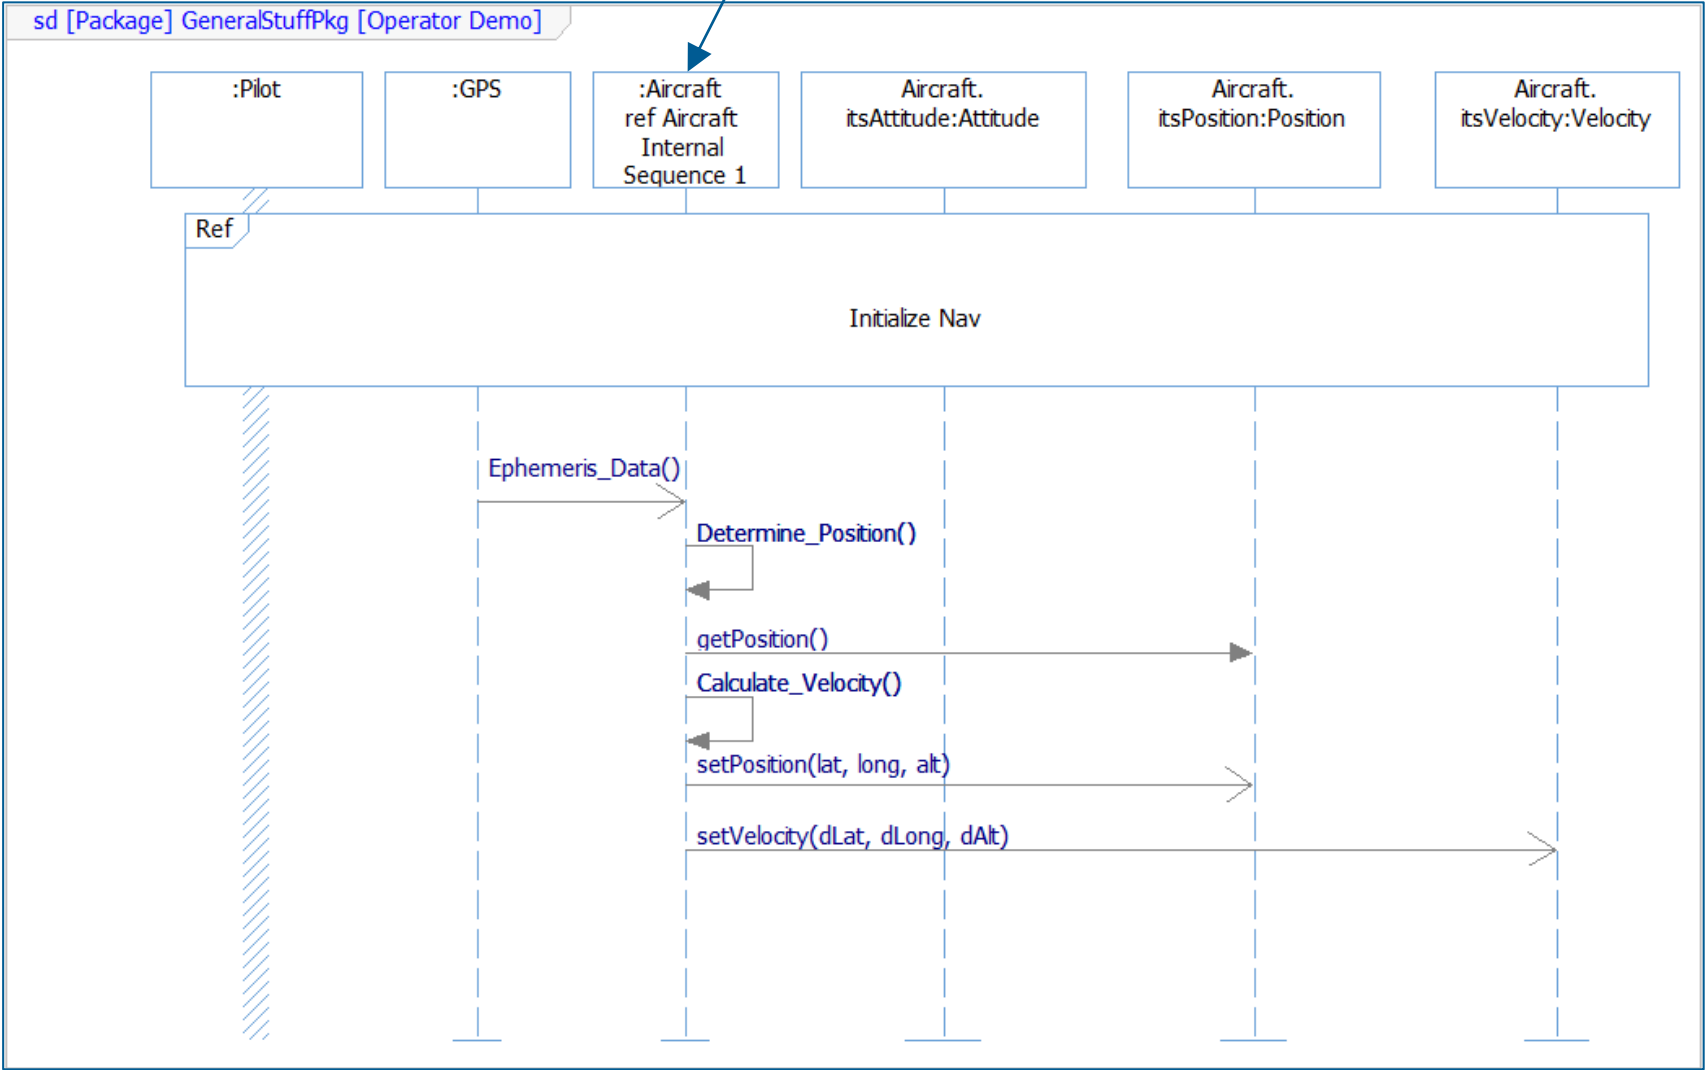 sd [Package] GeneralStuffPkg [Operator Demo]
:Pilot
:GPS
:Aircraft
ref Aircraft
Internal
Sequence 1
Aircraft.
itsAttitude:Attitude
Aircraft.
itsPosition:Position
Aircraft.
itsVelocity:Velocity
Ref
Initialize Nav
Ephemeris_Data()
Determine_Position()
getPosition()
Calculate_Velocity()
setPosition(lat, long, alt)
setVelocity(dLat, dLong, dAlt)